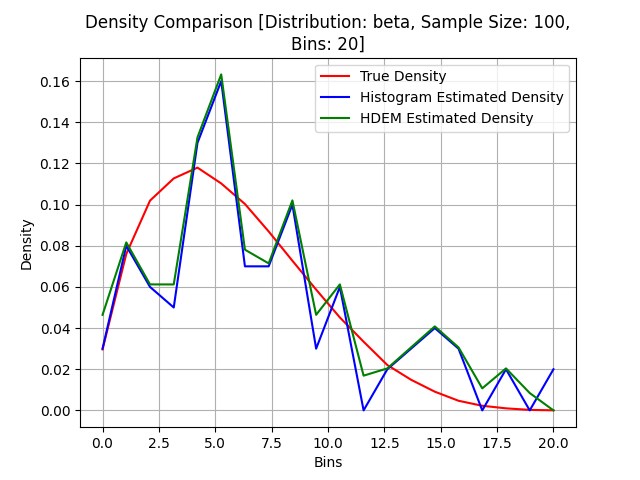 Density Comparison [Distribution: beta, Sample Size: 100,
Bins: 20]
True Density
Histogram Estimated Density
HDEM Estimated Density
Density
0.16
0.14
0.12
0.10
0.08
0.06
0.04
0.02
0.00
0.0 2.5 5.0 7.5 10.0 12.5 15.0 17.5 20.0
Bins